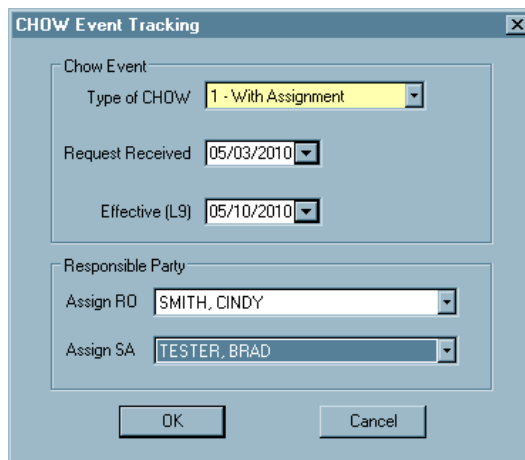 CHOW Event Tracking
Chow Event
Type of CHOW 1 - With Assignment
Request Received 05/03/2010
Effective (L9) 05/10/2010
Responsible Party
Assign RO SMITH, CINDY
Assign SA TESTER, BRAD
OK Cancel